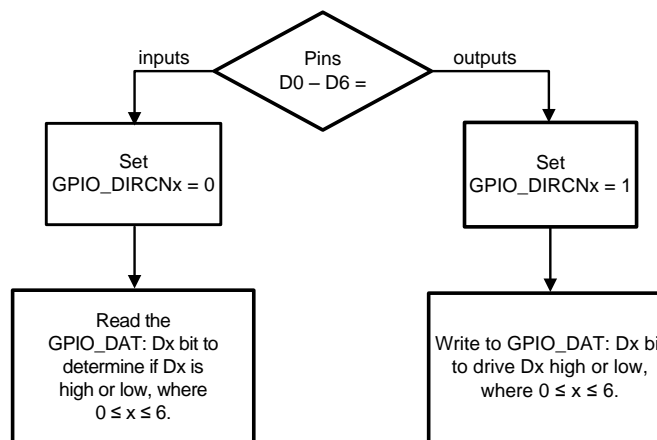 inputs
Pins
D0 – D6 =
outputs
Set
GPIO_DIRCNx = 0
Set
GPIO_DIRCNx = 1
Read the
GPIO_DAT: Dx bit to
determine if Dx is
high or low, where
0 ≤ x ≤ 6.
Write to GPIO_DAT: Dx bi
to drive Dx high or low,
where 0 ≤ x ≤ 6.